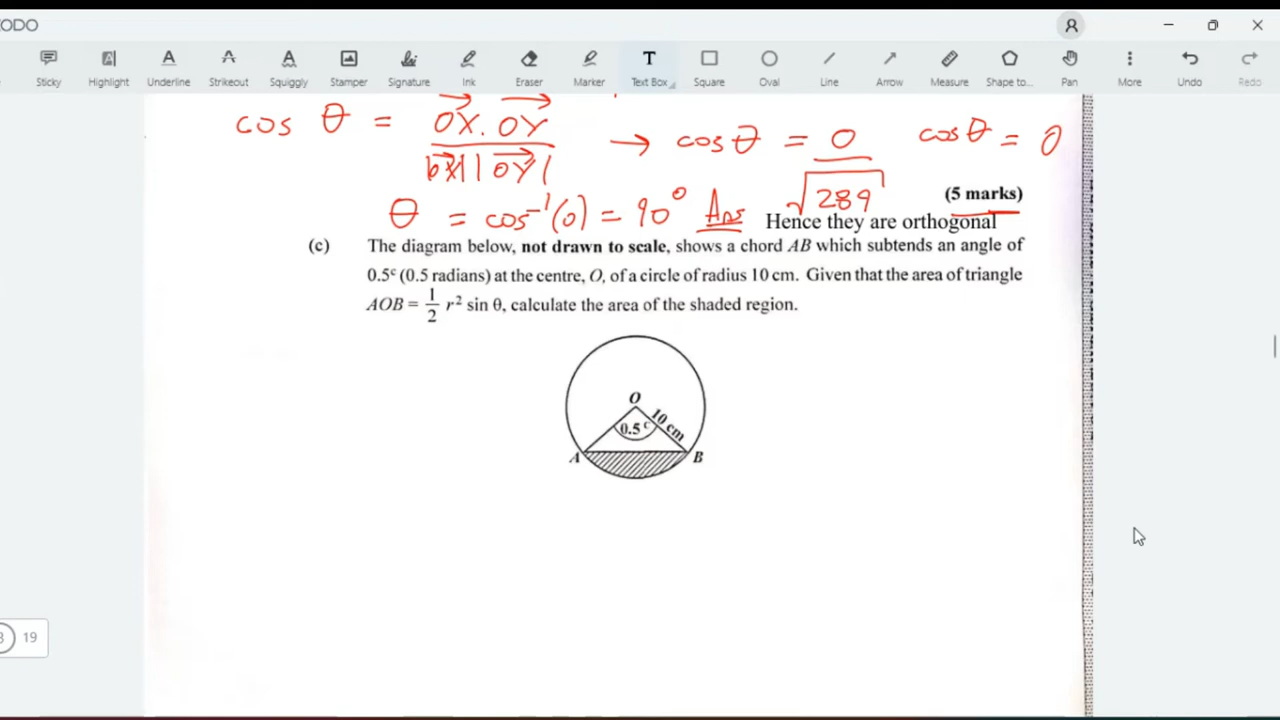 ODO
Sticky Highlight Underline Strikeout Squiggly Stamper Signature Ink Eraser Marker Text Box Square Oval Line Arrow Measure Shape to... Pan More Undo Redo
cos θ = OX. OY / |OX||OY| → cosθ = 0 / √289 cosθ = 0
(5 marks)
θ = cos⁻¹(0) = 90° Ans Hence they are orthogonal
(c) The diagram below, not drawn to scale, shows a chord AB which subtends an angle of
0.5ᶜ (0.5 radians) at the centre, O, of a circle of radius 10 cm. Given that the area of triangle
AOB = 1/2 r² sin θ, calculate the area of the shaded region.
O
0.5ᶜ 10 cm
A B
19